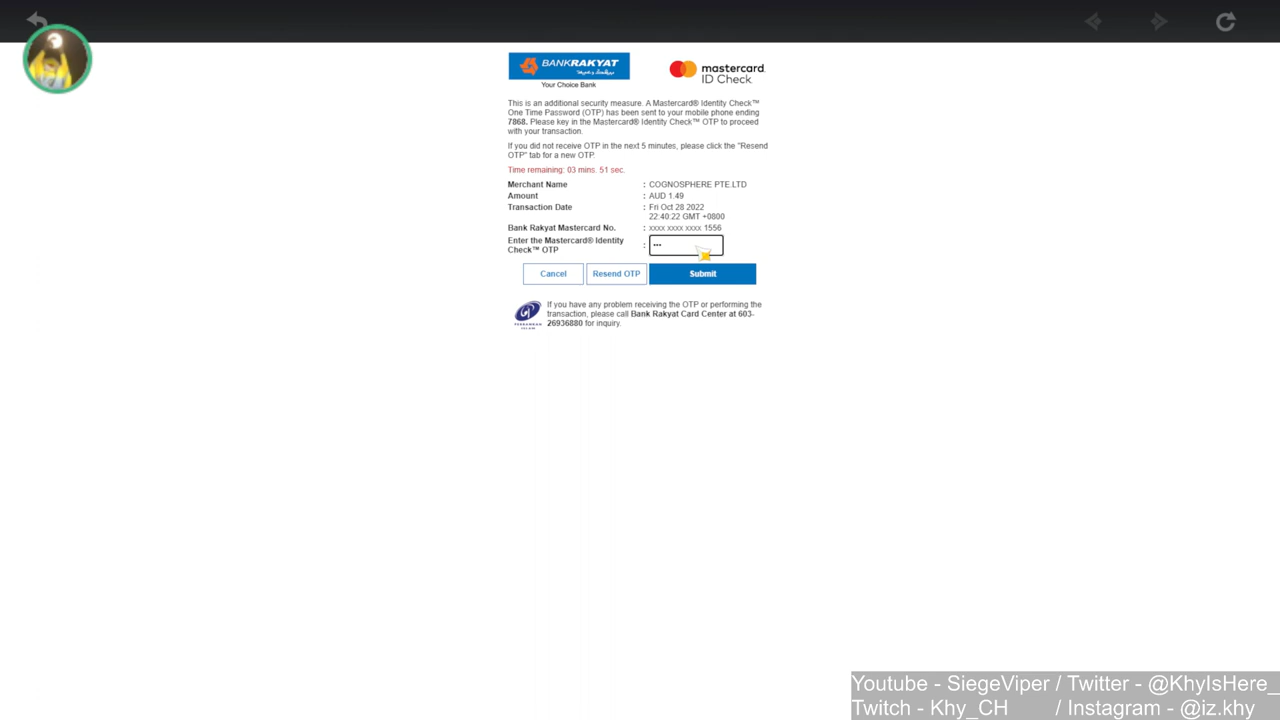 BANKRAKYAT
Your Choice Bank
mastercard.
ID Check.
This is an additional security measure. A Mastercard® Identity Check™
One Time Password (OTP) has been sent to your mobile phone ending
7868. Please key in the Mastercard® Identity Check™ OTP to proceed
with your transaction.
If you did not receive OTP in the next 5 minutes, please click the "Resend
OTP" tab for a new OTP.
Time remaining: 03 mins. 51 sec.
Merchant Name : COGNOSPHERE PTE.LTD
Amount : AUD 1.49
Transaction Date : Fri Oct 28 2022
22:40:22 GMT +0800
Bank Rakyat Mastercard No. : xxxx xxxx xxxx 1556
Enter the Mastercard® Identity
Check™ OTP : •••
Cancel Resend OTP Submit
If you have any problem receiving the OTP or performing the
transaction, please call Bank Rakyat Card Center at 603-
26936880 for inquiry.
PERBANKAN
ISLAM
Youtube - SiegeViper / Twitter - @KhyIsHere_
Twitch - Khy_CH / Instagram - @iz.khy